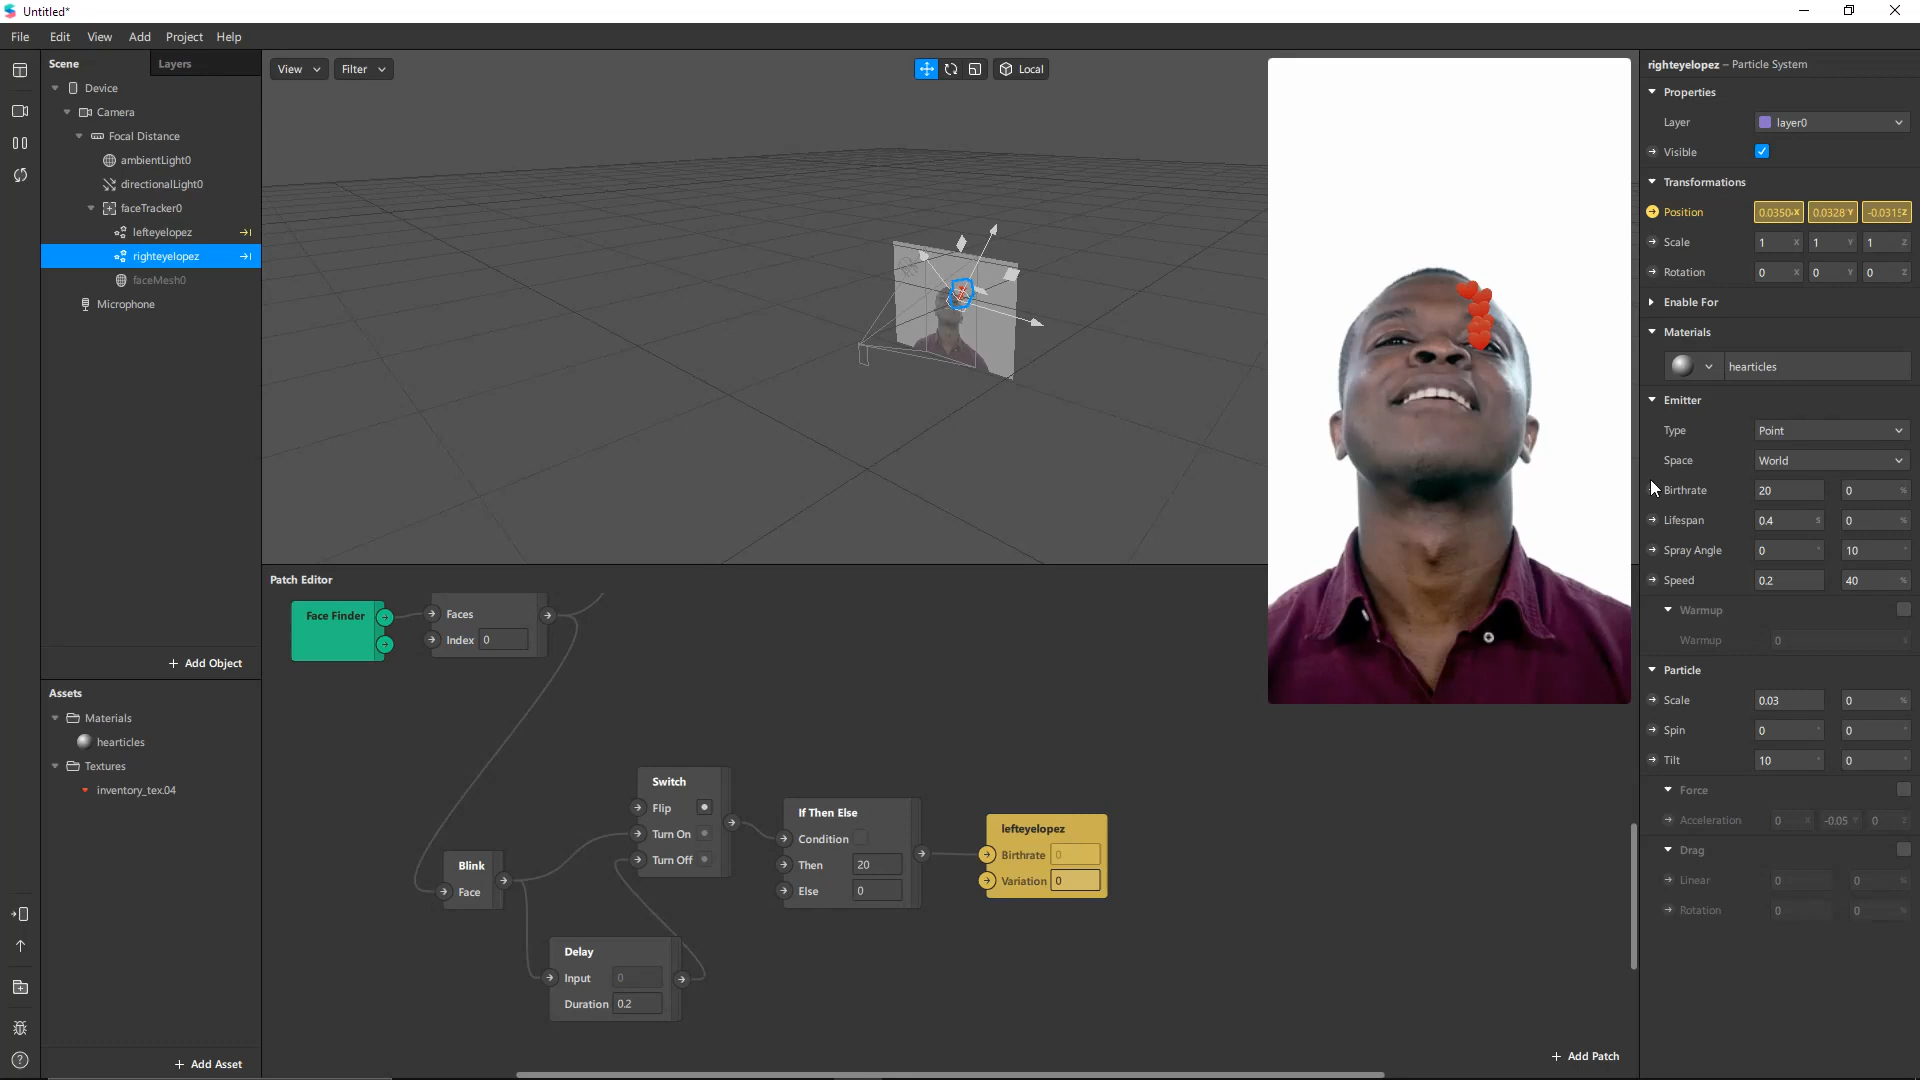 Untitled*
File Edit View Add Project Help
Scene Layers
Device
Camera
Focal Distance
ambientLight0
directionalLight0
faceTracker0
lefteyelopez
righteyelopez
faceMesh0
Microphone
+ Add Object
Assets
Materials
hearticles
Textures
inventory_tex.04
+ Add Asset
View Filter Local
Patch Editor
Face Finder
Faces
Index 0
Switch
Flip
Turn On
Turn Off
If Then Else
Condition
Then 20
Else 0
lefteyelopez
Birthrate 0
Variation 0
Blink
Face
Delay
Input 0
Duration 0.2
+ Add Patch
righteyelopez – Particle System
Properties
Layer layer0
Visible
Transformations
Position 0.0350 X 0.0328 Y -0.0315 Z
Scale 1 X 1 Y 1 Z
Rotation 0 X 0 Y 0 Z
Enable For
Materials
hearticles
Emitter
Type Point
Space World
Birthrate 20 0 %
Lifespan 0.4 s 0 %
Spray Angle 0 ° 10 °
Speed 0.2 40 %
Warmup
Warmup 0 s
Particle
Scale 0.03 0 %
Spin 0 ° 0 °
Tilt 10 ° 0 °
Force
Acceleration 0 X -0.05 Y 0 Z
Drag
Linear 0 0 %
Rotation 0 0 %